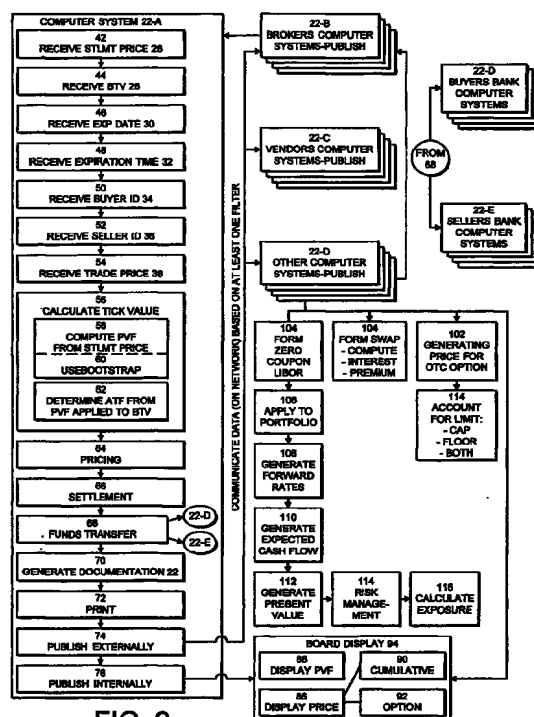 COMPUTER SYSTEM 22-A
42
RECEIVE STLMT PRICE 26
44
RECEIVE BTV 28
46
RECEIVE EXP DATE 30
48
RECEIVE EXPIRATION TIME 32
50
RECEIVE BUYER ID 34
52
RECEIVE SELLER ID 36
54
RECEIVE TRADE PRICE 38
56
CALCULATE TICK VALUE
58
COMPUTE PVF
FROM STLMT PRICE
60
USEBOOTSTRAP
62
DETERMINE ATF FROM
PVF APPLIED TO BTV
64
PRICING
66
SETTLEMENT
68
FUNDS TRANSFER
22-D
22-E
70
GENERATE DOCUMENTATION 22
72
PRINT
74
PUBLISH EXTERNALLY
76
PUBLISH INTERNALLY
COMMUNICATE DATA (ON NETWORK) BASED ON AT LEAST ONE FILTER
22-B
BROKERS COMPUTER
SYSTEMS-PUBLISH
22-C
VENDORS COMPUTER
SYSTEMS-PUBLISH
22-D
OTHER COMPUTER
SYSTEMS-PUBLISH
22-D
BUYERS BANK
COMPUTER
SYSTEMS
FROM
68
22-E
SELLERS BANK
COMPUTER
SYSTEMS
104
FORM
ZERO
COUPON
LIBOR
104
FORM SWAP
- COMPUTE
- INTEREST
- PREMIUM
102
GENERATING
PRICE FOR
OTC OPTION
114
ACCOUNT
FOR LIMIT:
- CAP
- FLOOR
- BOTH
106
APPLY TO
PORTFOLIO
108
GENERATE
FORWARD
RATES
110
GENERATE
EXPECTED
CASH FLOW
112
GENERATE
PRESENT
VALUE
114
RISK
MANAGE-
MENT
116
CALCULATE
EXPOSURE
BOARD DISPLAY 94
88
DISPLAY PVF
90
CUMULATIVE
86
DISPLAY PRICE
92
OPTION